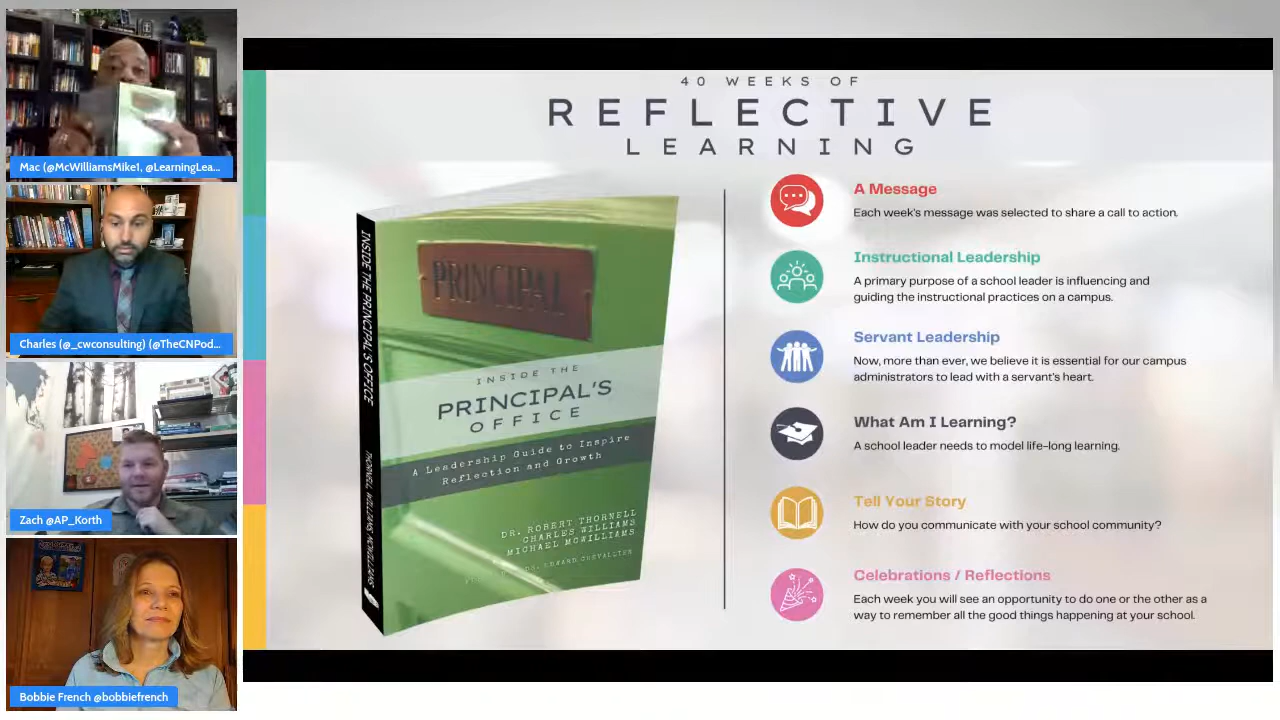 Mac (@McWilliamsMike1, @LearningLea...
Charles (@_cwconsulting) (@TheCNPod...
Zach @AP_Korth
Bobbie French @bobbiefrench
40 WEEKS OF
REFLECTIVE
LEARNING
INSIDE THE PRINCIPAL'S OFFICE
THORNELL WILLIAMS MCWILLIAMS
PRINCIPAL
INSIDE THE
PRINCIPAL'S
OFFICE
A Leadership Guide to Inspire
Reflection and Growth
DR. ROBERT THORNELL
CHARLES WILLIAMS
MICHAEL MCWILLIAMS
DR. EDWARD CHEVALLIER
A Message
Each week's message was selected to share a call to action.
Instructional Leadership
A primary purpose of a school leader is influencing and
guiding the instructional practices on a campus.
Servant Leadership
Now, more than ever, we believe it is essential for our campus
administrators to lead with a servant's heart.
What Am I Learning?
A school leader needs to model life-long learning.
Tell Your Story
How do you communicate with your school community?
Celebrations / Reflections
Each week you will see an opportunity to do one or the other as a
way to remember all the good things happening at your school.